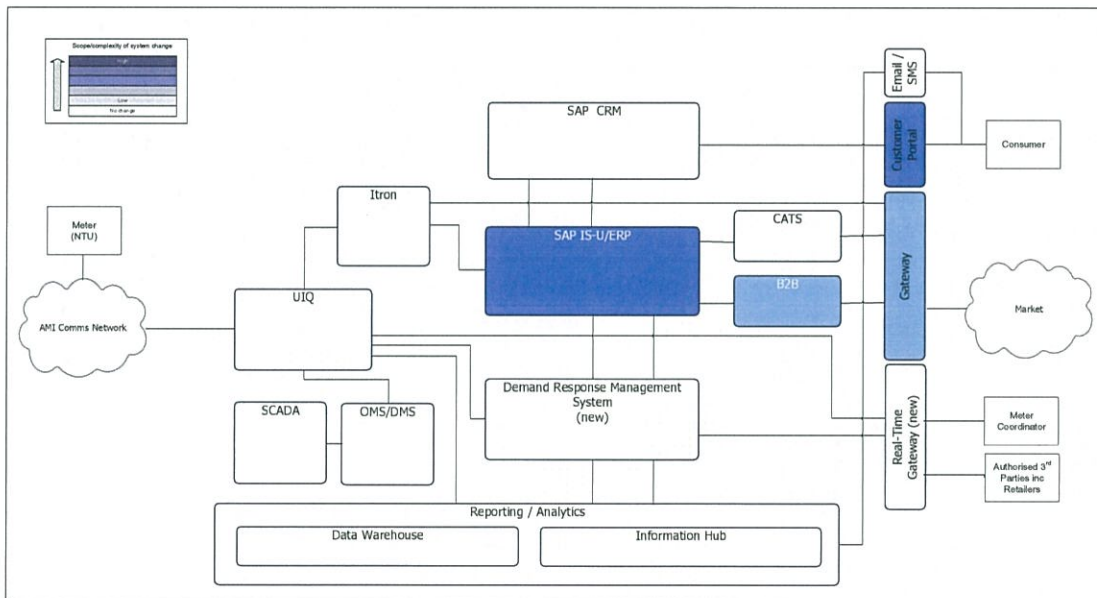 Scope/complexity of system change
High
Low
No change
Email /
SMS
SAP CRM
Customer
Portal
Consumer
Itron
Meter
(NTU)
SAP IS-U/ERP
CATS
Gateway
B2B
UIQ
AMI Comms Network
Market
Demand Response Management
System
(new)
SCADA
OMS/DMS
Real-Time
Gateway (new)
Meter
Coordinator
Authorised 3rd
Parties inc
Retailers
Reporting / Analytics
Data Warehouse
Information Hub